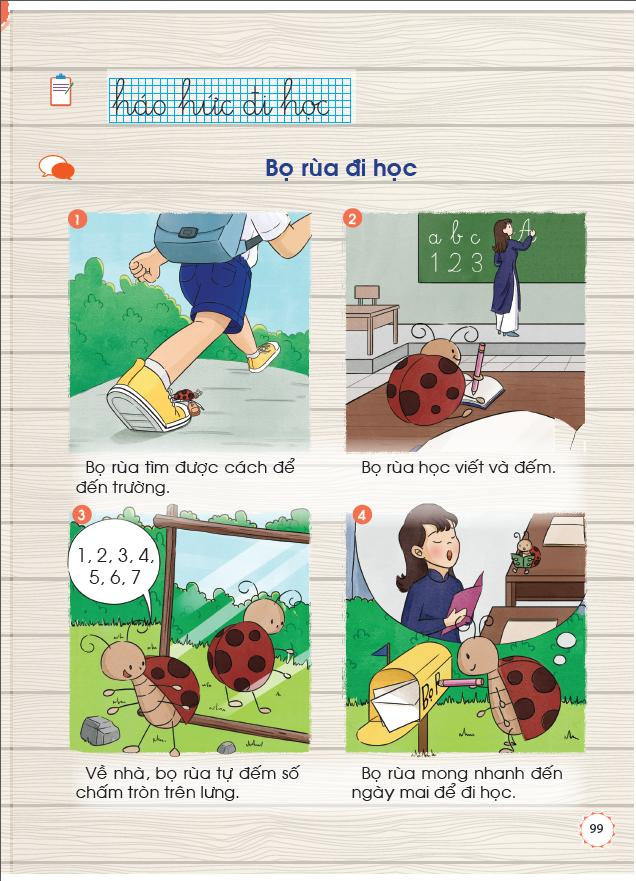 háo hức đi học
Bọ rùa đi học
1
2
a b c A
1 2 3
Bọ rùa tìm được cách để
đến trường.
Bọ rùa học viết và đếm.
3
1, 2, 3, 4,
5, 6, 7
4
Bọ R
Về nhà, bọ rùa tự đếm số
chấm tròn trên lưng.
Bọ rùa mong nhanh đến
ngày mai để đi học.
99